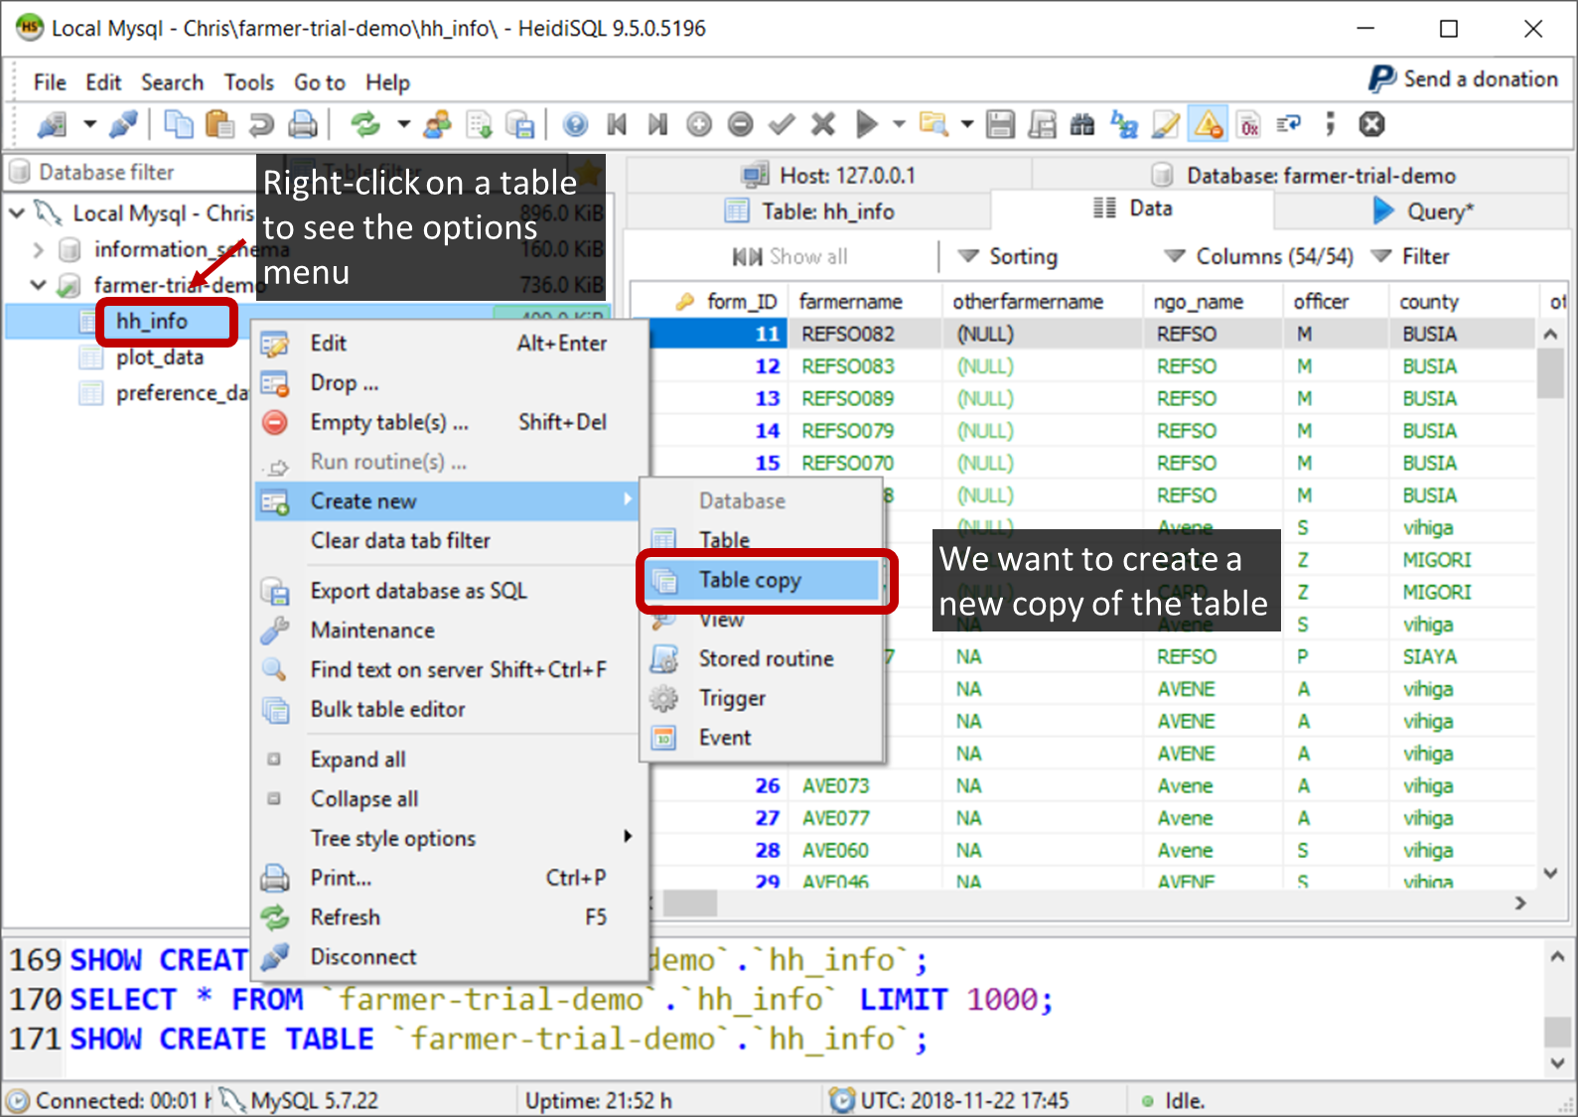 Local Mysql - Chris\farmer-trial-demo\hh_info\ - HeidiSQL 9.5.0.5196
File Edit Search Tools Go to Help
Send a donation
Database filter
Right-click on a table
to see the options
menu
Host: 127.0.0.1
Database: farmer-trial-demo
Table: hh_info
Data
Query*
Show all
Sorting
Columns (54/54)
Filter
Local Mysql - Chris
896.0 KiB
information_schema
160.0 KiB
farmer-trial-demo
736.0 KiB
hh_info
plot_data
preference_da
Edit Alt+Enter
Drop ...
Empty table(s) ... Shift+Del
Run routine(s) ...
Create new
Clear data tab filter
Export database as SQL
Maintenance
Find text on server Shift+Ctrl+F
Bulk table editor
Expand all
Collapse all
Tree style options
Print... Ctrl+P
Refresh F5
Disconnect
Database
Table
Table copy
View
Stored routine
Trigger
Event
We want to create a
new copy of the table
form_ID farmername otherfarmername ngo_name officer county ot
11 REFSO082 (NULL) REFSO M BUSIA
12 REFSO083 (NULL) REFSO M BUSIA
13 REFSO089 (NULL) REFSO M BUSIA
14 REFSO079 (NULL) REFSO M BUSIA
15 REFSO070 (NULL) REFSO M BUSIA
8 (NULL) REFSO M BUSIA
(NULL) Avene S vihiga
Z MIGORI
(NULL) CARD Z MIGORI
Avene S vihiga
7 NA REFSO P SIAYA
NA AVENE A vihiga
NA AVENE A vihiga
NA AVENE A vihiga
26 AVE073 NA Avene A vihiga
27 AVE077 NA Avene A vihiga
28 AVE060 NA Avene S vihiga
29 AVE046 NA AVENE S vihiga
169 SHOW CREAT demo`.`hh_info`;
170 SELECT * FROM `farmer-trial-demo`.`hh_info` LIMIT 1000;
171 SHOW CREATE TABLE `farmer-trial-demo`.`hh_info`;
Connected: 00:01 h
MySQL 5.7.22
Uptime: 21:52 h
UTC: 2018-11-22 17:45
Idle.